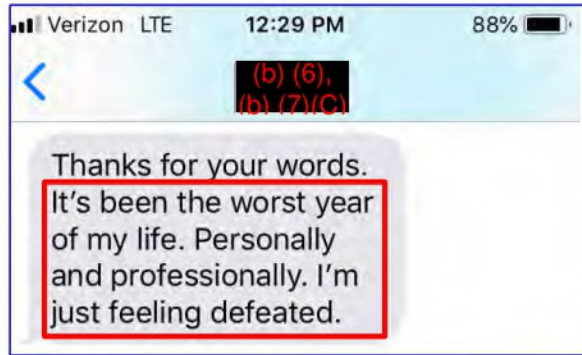 Verizon LTE 12:29 PM 88%
(b) (6),
(b) (7)(C)
Thanks for your words.
It's been the worst year
of my life. Personally
and professionally. I'm
just feeling defeated.